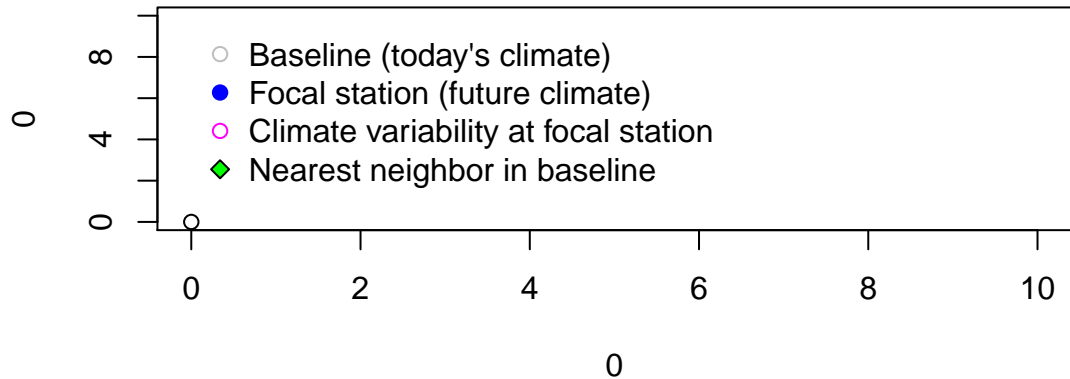 8
Baseline (today's climate)
Focal station (future climate)
0
4
Climate variability at focal station
Nearest neighbor in baseline
0
0 2 4 6 8 10
0